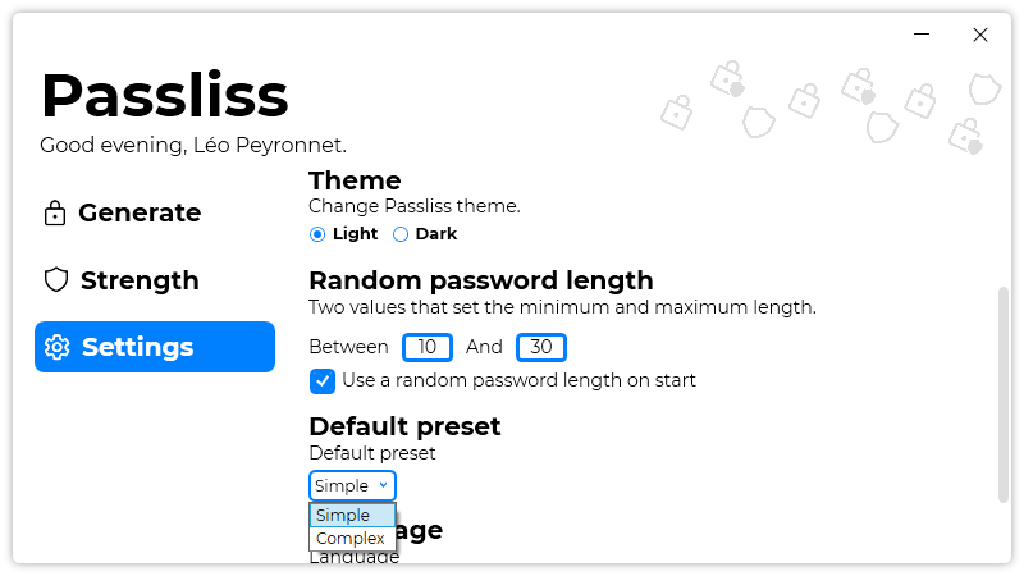 Passliss
Good evening, Léo Peyronnet.
Generate
Strength
Settings
Theme
Change Passliss theme.
Light Dark
Random password length
Two values that set the minimum and maximum length.
Between 10 And 30
Use a random password length on start
Default preset
Default preset
Simple
Simple
Complex
age
Language